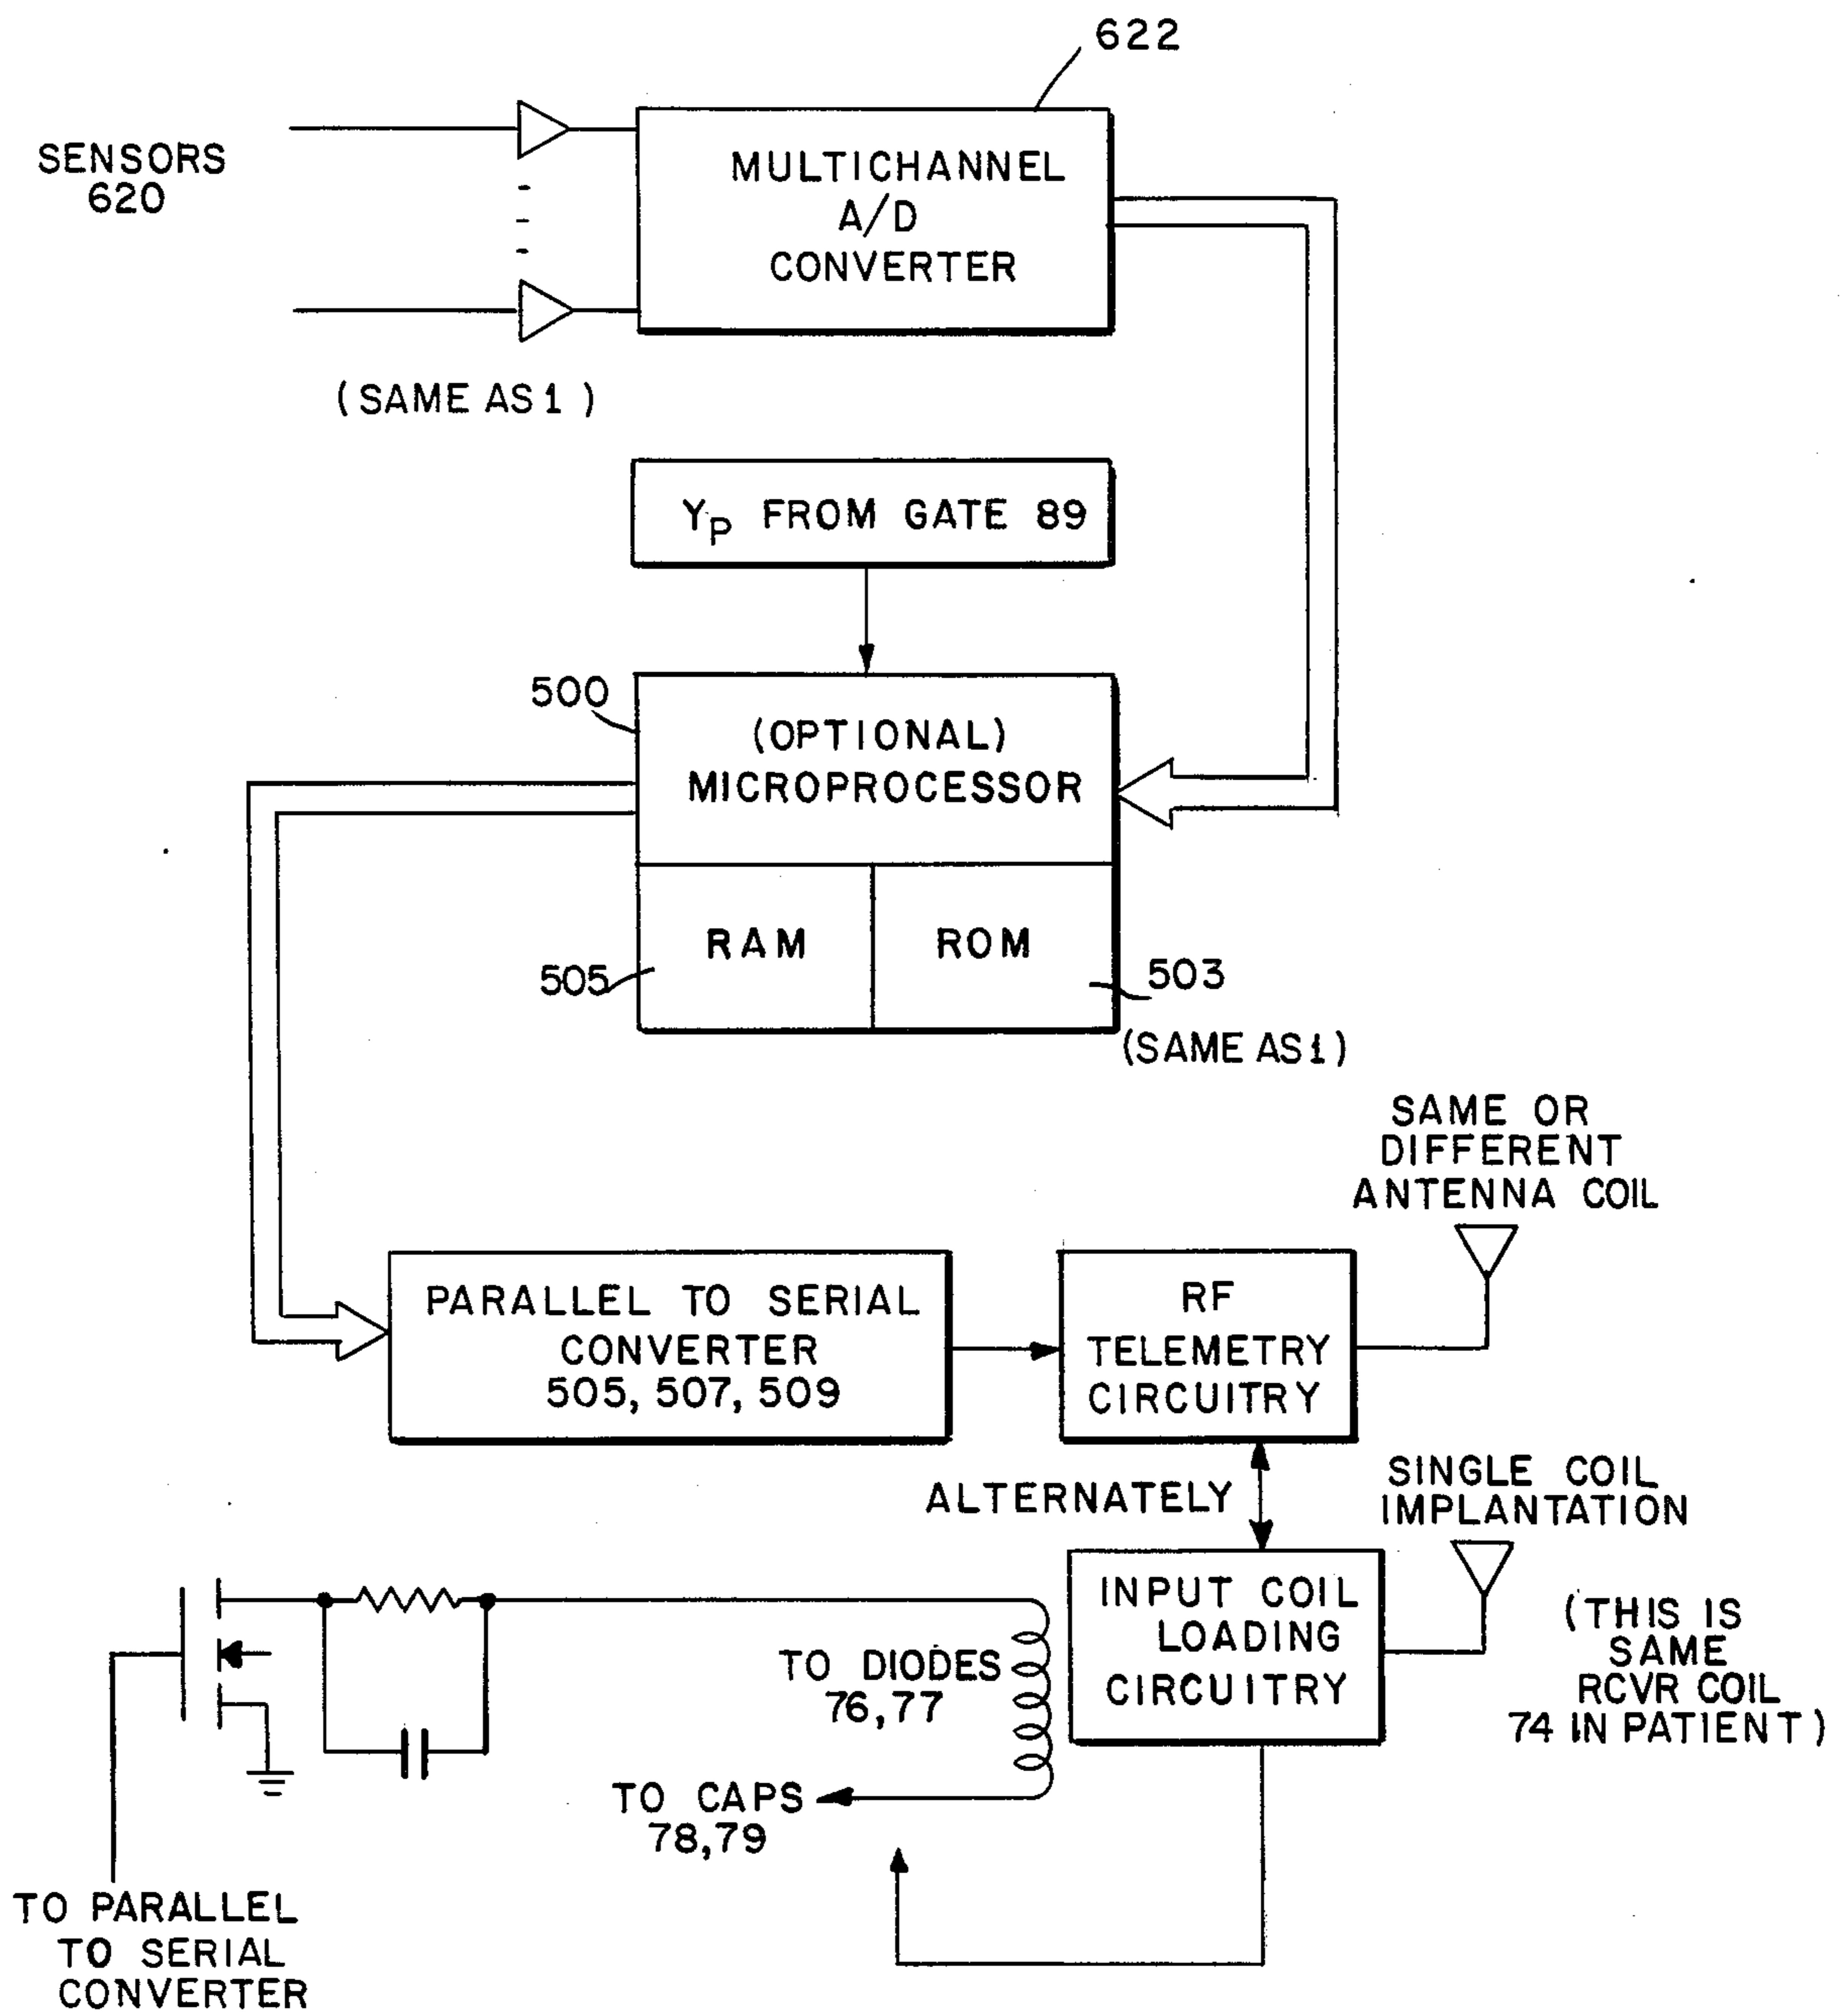 622
SENSORS
620
MULTICHANNEL
A/D
CONVERTER
(SAME AS 1)
YP FROM GATE 89
500
(OPTIONAL)
MICROPROCESSOR
RAM
ROM
505
503
(SAME AS 1)
SAME OR
DIFFERENT
ANTENNA COIL
PARALLEL TO SERIAL
CONVERTER
505, 507, 509
RF
TELEMETRY
CIRCUITRY
ALTERNATELY
SINGLE COIL
IMPLANTATION
INPUT COIL
LOADING
CIRCUITRY
(THIS IS
SAME
RCVR COIL
74 IN PATIENT)
TO DIODES
76,77
TO CAPS
78,79
TO PARALLEL
TO SERIAL
CONVERTER